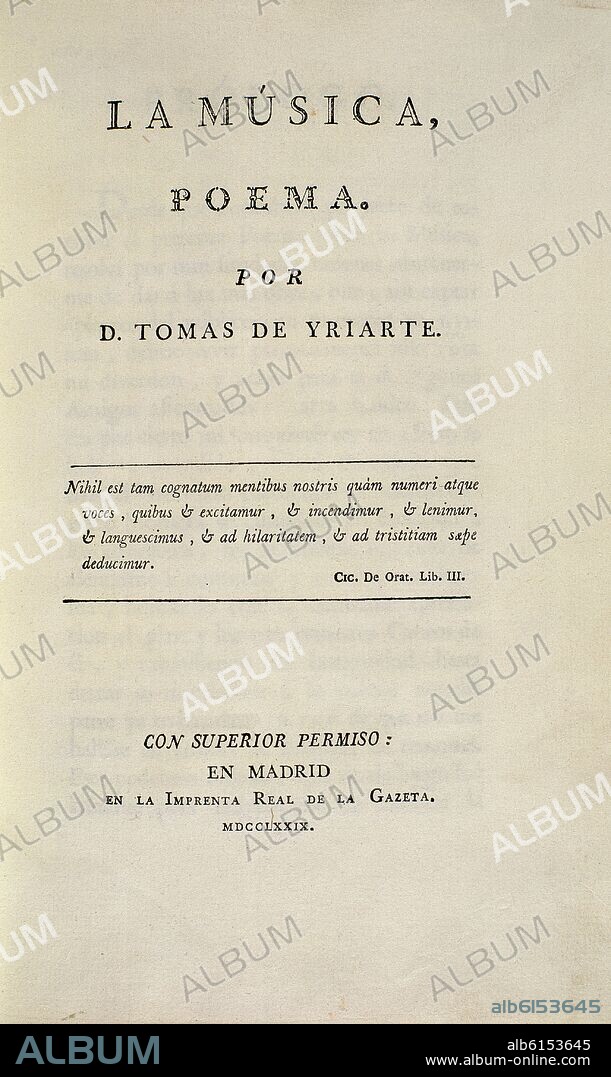 LA MÚSICA,
POEMA.
POR
D. TOMAS DE YRIARTE.
Nihil est tam cognatum mentibus nostris quàm numeri atque
voces, quibus & excitamur, & incendimur, & lenimur,
& languescimus, & ad hilaritatem, & ad tristitiam sæpe
deducimur.
Cic. De Orat. Lib. III.
CON SUPERIOR PERMISO:
EN MADRID
EN LA IMPRENTA REAL DE LA GAZETA.
MDCCLXXIX.
alb6153645
ALBUM
alb6153645
www.album-online.com